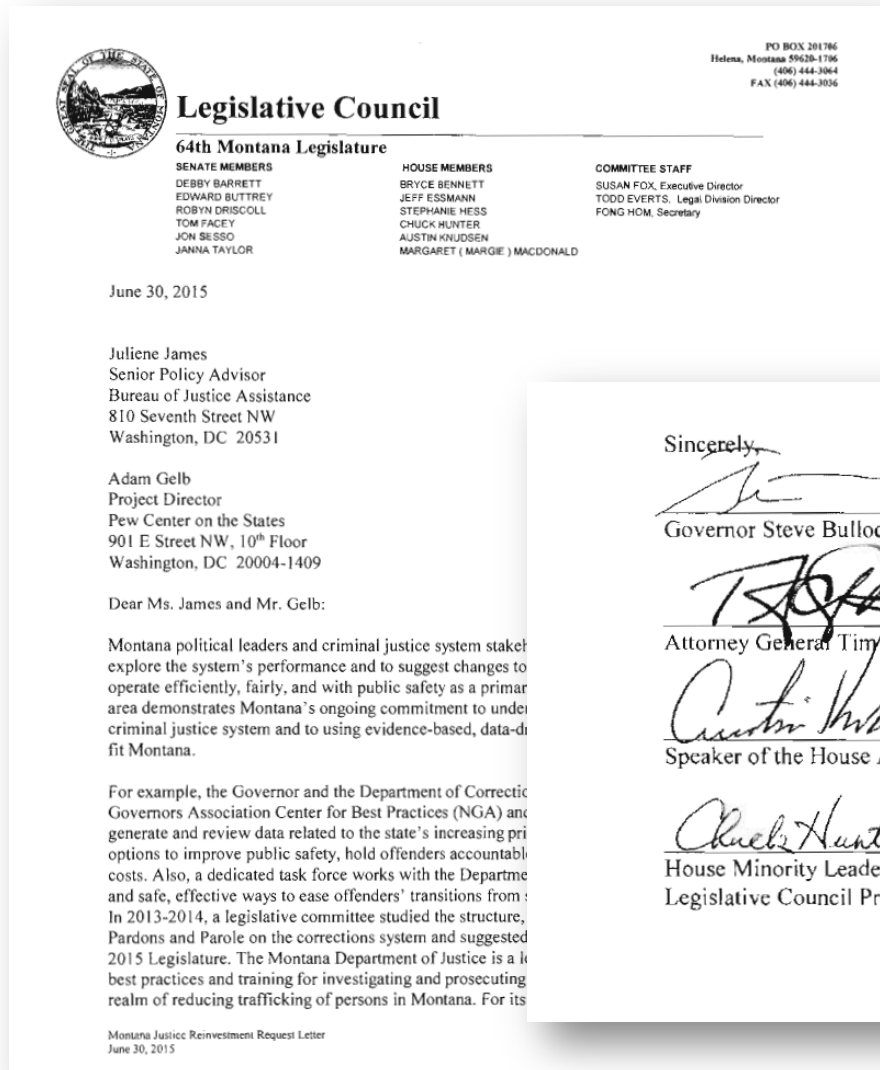 PO BOX 201706
Helena, Montana 59620-1706
(406) 444-3064
FAX (406) 444-3036
Legislative Council
64th Montana Legislature
SENATE MEMBERS
DEBBY BARRETT
EDWARD BUTTREY
ROBYN DRISCOLL
TOM FACEY
JON SESSO
JANNA TAYLOR
HOUSE MEMBERS
BRYCE BENNETT
JEFF ESSMANN
STEPHANIE HESS
CHUCK HUNTER
AUSTIN KNUDSEN
MARGARET ( MARGIE ) MACDONALD
COMMITTEE STAFF
SUSAN FOX, Executive Director
TODD EVERTS, Legal Division Director
FONG HOM, Secretary
June 30, 2015
Juliene James
Senior Policy Advisor
Bureau of Justice Assistance
810 Seventh Street NW
Washington, DC 20531
Adam Gelb
Project Director
Pew Center on the States
901 E Street NW, 10th Floor
Washington, DC 20004-1409
Dear Ms. James and Mr. Gelb:
Montana political leaders and criminal justice system stakeh
explore the system's performance and to suggest changes to
operate efficiently, fairly, and with public safety as a primar
area demonstrates Montana's ongoing commitment to under
criminal justice system and to using evidence-based, data-dr
fit Montana.
For example, the Governor and the Department of Correctio
Governors Association Center for Best Practices (NGA) and
generate and review data related to the state's increasing pri
options to improve public safety, hold offenders accountabl
costs. Also, a dedicated task force works with the Departme
and safe, effective ways to ease offenders' transitions from
In 2013-2014, a legislative committee studied the structure,
Pardons and Parole on the corrections system and suggested
2015 Legislature. The Montana Department of Justice is a le
best practices and training for investigating and prosecuting
realm of reducing trafficking of persons in Montana. For its
Montana Justice Reinvestment Request Letter
June 30, 2015
Sincerely,
Governor Steve Bulloc
Attorney General Tim
Speaker of the House
Chuck Hunt
House Minority Leade
Legislative Council Pr